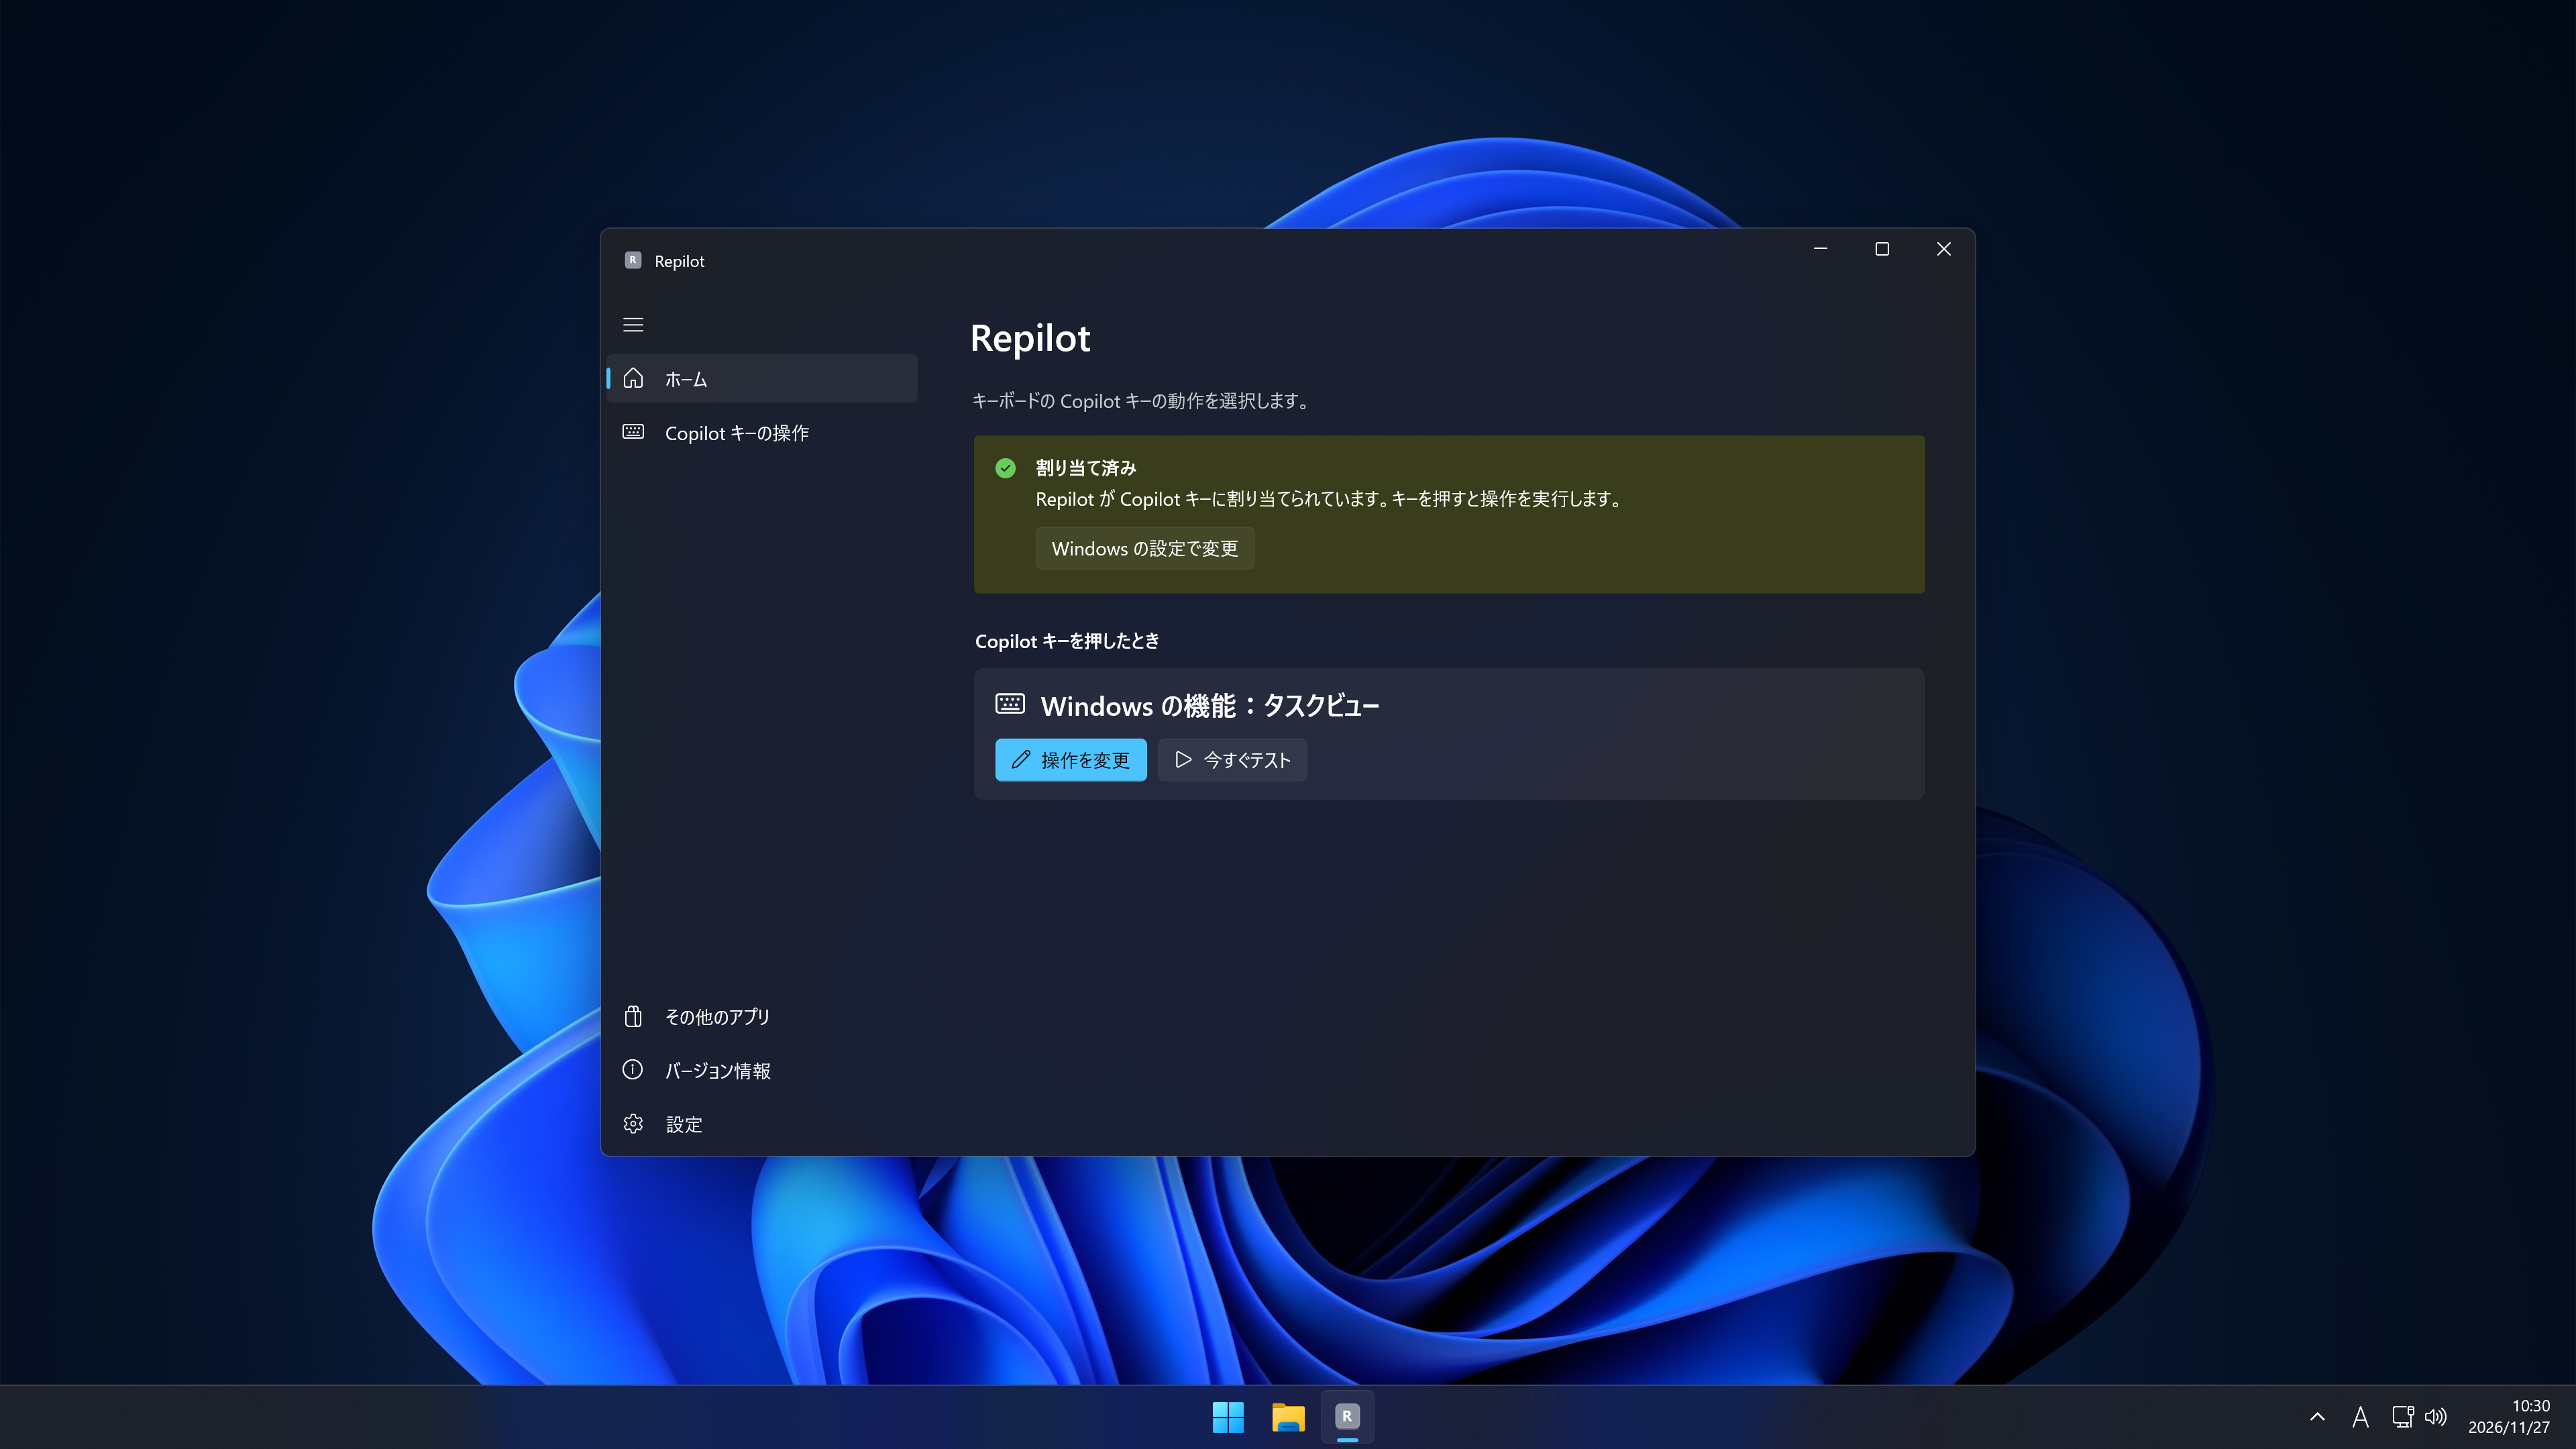 Repilot
ホーム
Copilot キーの操作
その他のアプリ
バージョン情報
設定
Repilot
キーボードの Copilot キーの動作を選択します。
割り当て済み
Repilot が Copilot キーに割り当てられています。キーを押すと操作を実行します。
Windows の設定で変更
Copilot キーを押したとき
Windows の機能：タスクビュー
操作を変更
今すぐテスト
R
R
A
10:30
2026/11/27